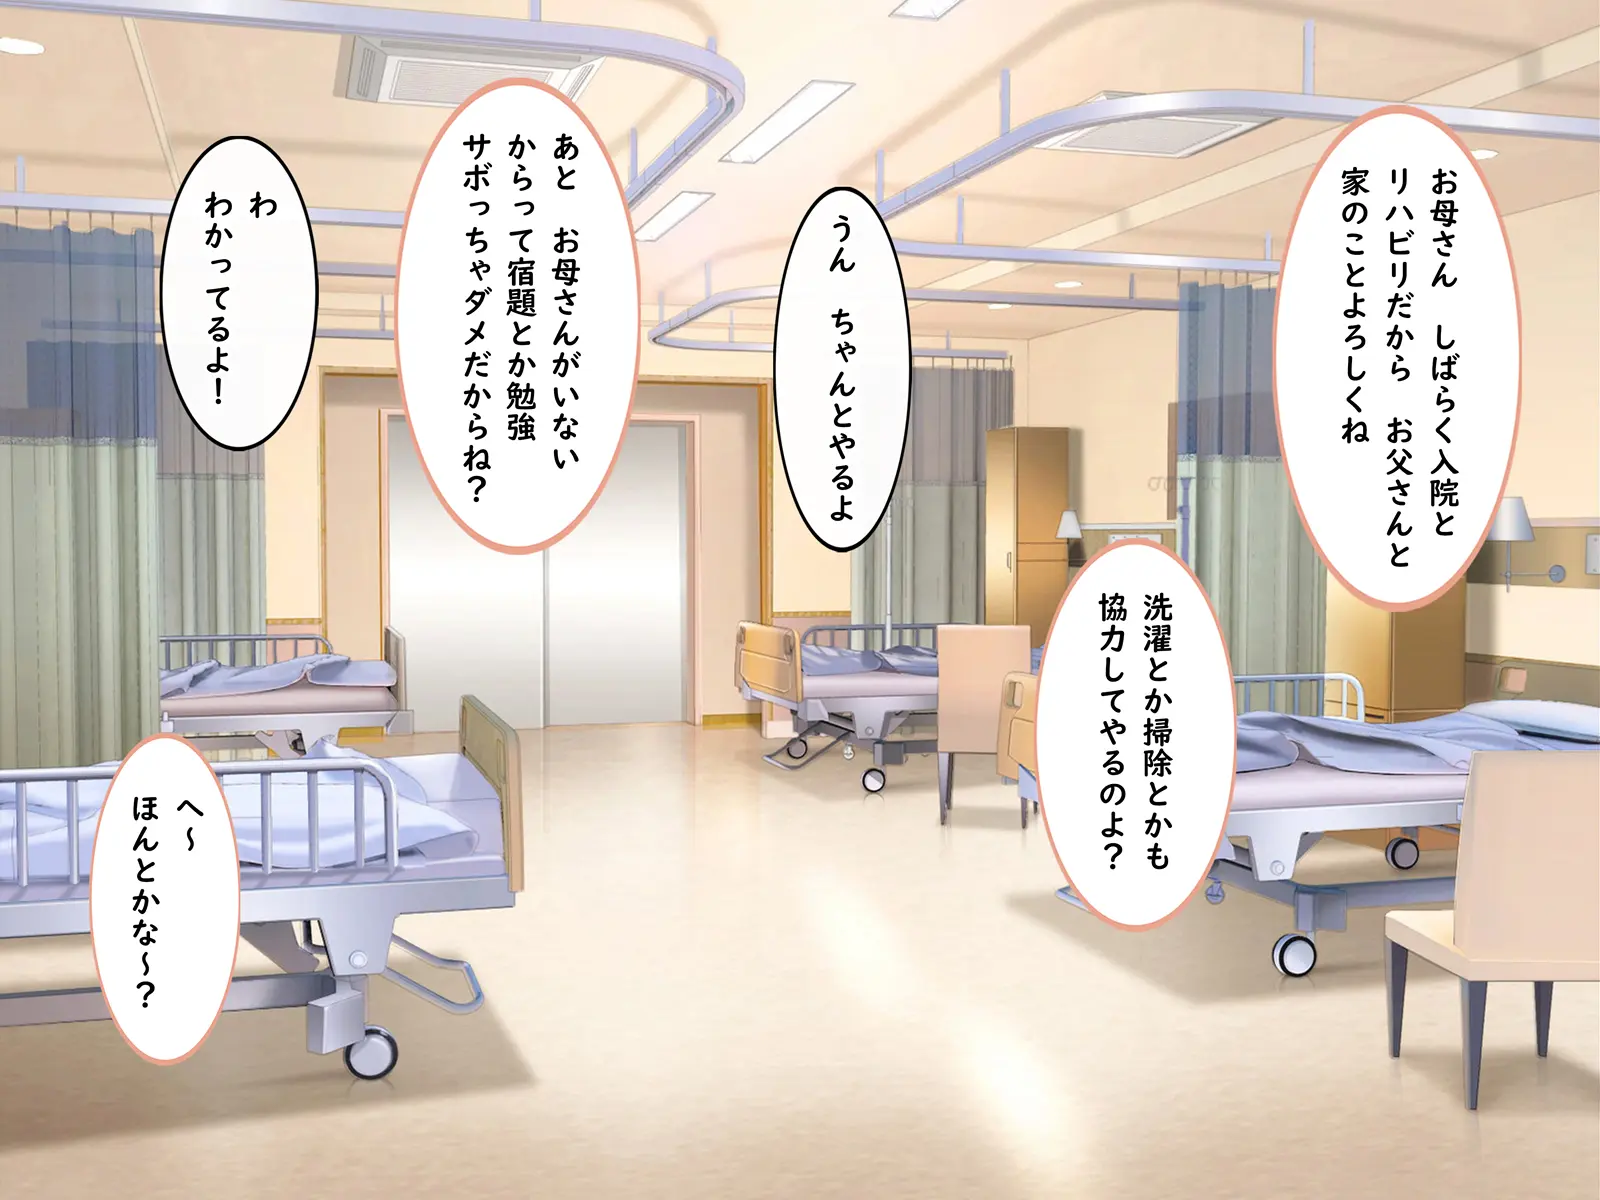 お母さん　しばらく入院と
リハビリだから　お父さんと
家のことよろしくね
洗濯とか掃除とかも
協力してやるのよ？
うん　ちゃんとやるよ
あと　お母さんがいない
からって宿題とか勉強
サボっちゃダメだからね？
わ
わかってるよ！
へ～
ほんとかな～？